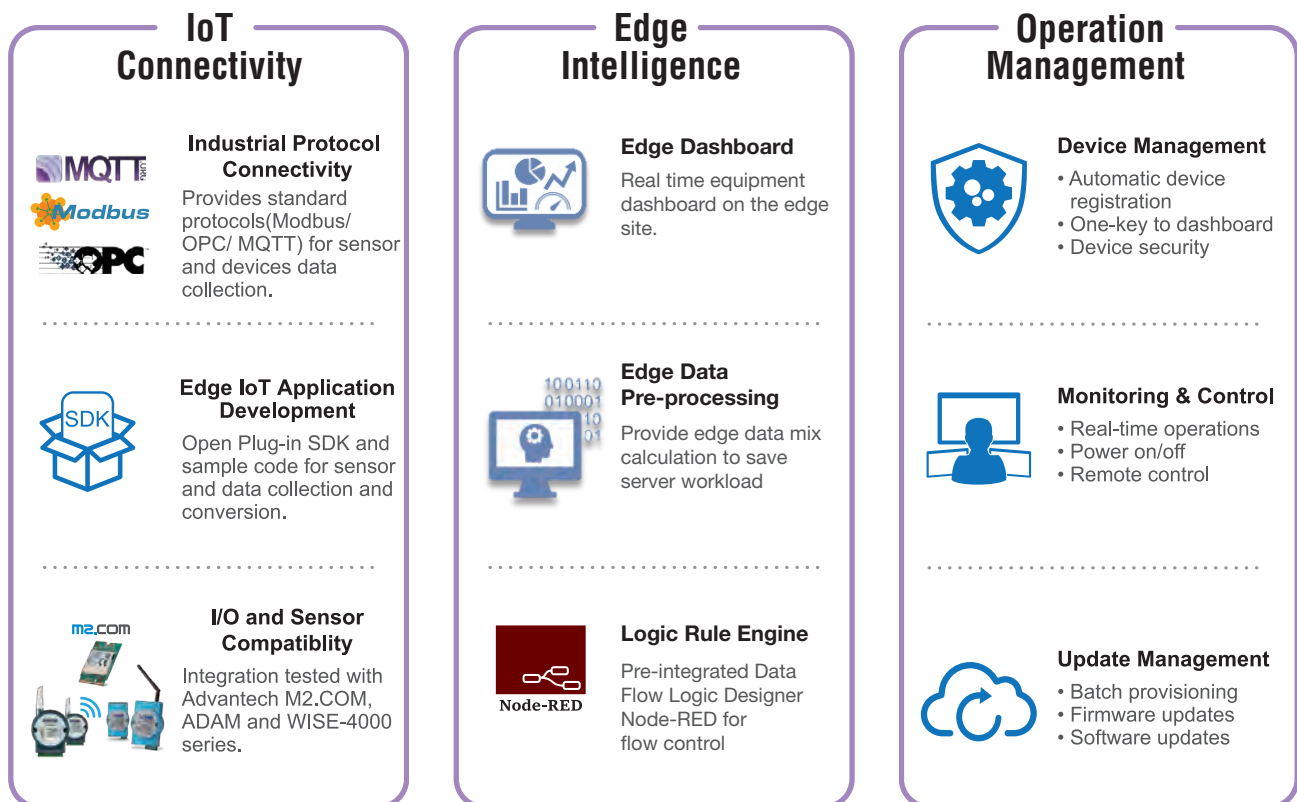 IoT
Connectivity
MQTT
.ORG
Modbus
OPC
Industrial Protocol
Connectivity
Provides standard
protocols(Modbus/
OPC/ MQTT) for sensor
and devices data
collection.
SDK
Edge IoT Application
Development
Open Plug-in SDK and
sample code for sensor
and data collection and
conversion.
m2.com
I/O and Sensor
Compatiblity
Integration tested with
Advantech M2.COM,
ADAM and WISE-4000
series.
Edge
Intelligence
Edge Dashboard
Real time equipment
dashboard on the edge
site.
100110
010001
10
01
Edge Data
Pre-processing
Provide edge data mix
calculation to save
server workload
Node-RED
Logic Rule Engine
Pre-integrated Data
Flow Logic Designer
Node-RED for
flow control
Operation
Management
Device Management
• Automatic device
registration
• One-key to dashboard
• Device security
Monitoring & Control
• Real-time operations
• Power on/off
• Remote control
Update Management
• Batch provisioning
• Firmware updates
• Software updates